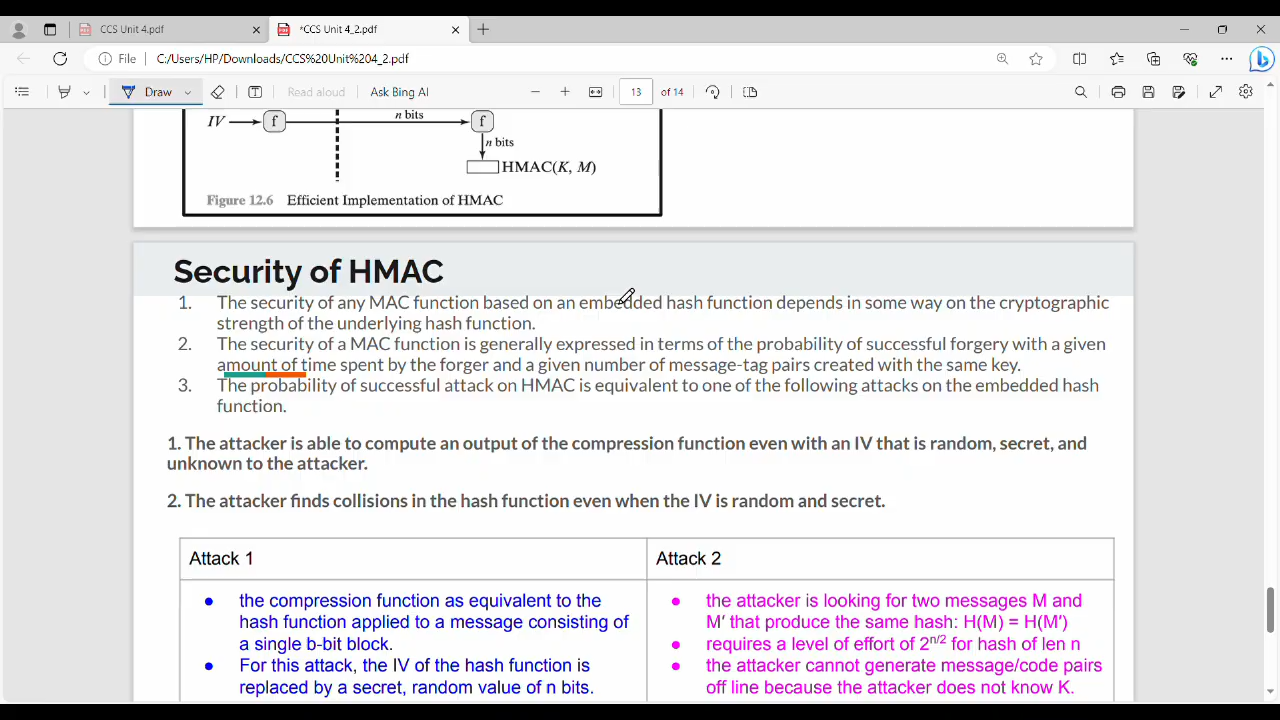 CCS Unit 4.pdf
*CCS Unit 4_2.pdf
File
C:/Users/HP/Downloads/CCS%20Unit%204_2.pdf
Draw
Read aloud
Ask Bing AI
13
of 14
IV
f
n bits
f
n bits
HMAC(K, M)
Figure 12.6 Efficient Implementation of HMAC
Security of HMAC
1. The security of any MAC function based on an embedded hash function depends in some way on the cryptographic
strength of the underlying hash function.
2. The security of a MAC function is generally expressed in terms of the probability of successful forgery with a given
amount of time spent by the forger and a given number of message-tag pairs created with the same key.
3. The probability of successful attack on HMAC is equivalent to one of the following attacks on the embedded hash
function.
1. The attacker is able to compute an output of the compression function even with an IV that is random, secret, and
unknown to the attacker.
2. The attacker finds collisions in the hash function even when the IV is random and secret.
Attack 1
● the compression function as equivalent to the
hash function applied to a message consisting of
a single b-bit block.
● For this attack, the IV of the hash function is
replaced by a secret, random value of n bits.
Attack 2
● the attacker is looking for two messages M and
M′ that produce the same hash: H(M) = H(M′)
● requires a level of effort of 2^n/2 for hash of len n
● the attacker cannot generate message/code pairs
off line because the attacker does not know K.